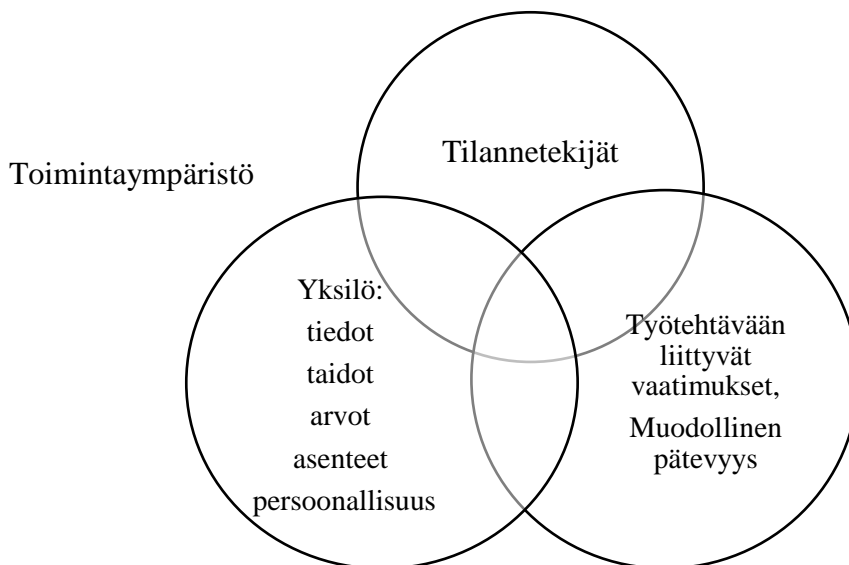 Tilannetekijät
Toimintaympäristö
Yksilö:
tiedot
taidot
arvot
asenteet
persoonallisuus
Työtehtävään
liittyvät
vaatimukset,
Muodollinen
pätevyys